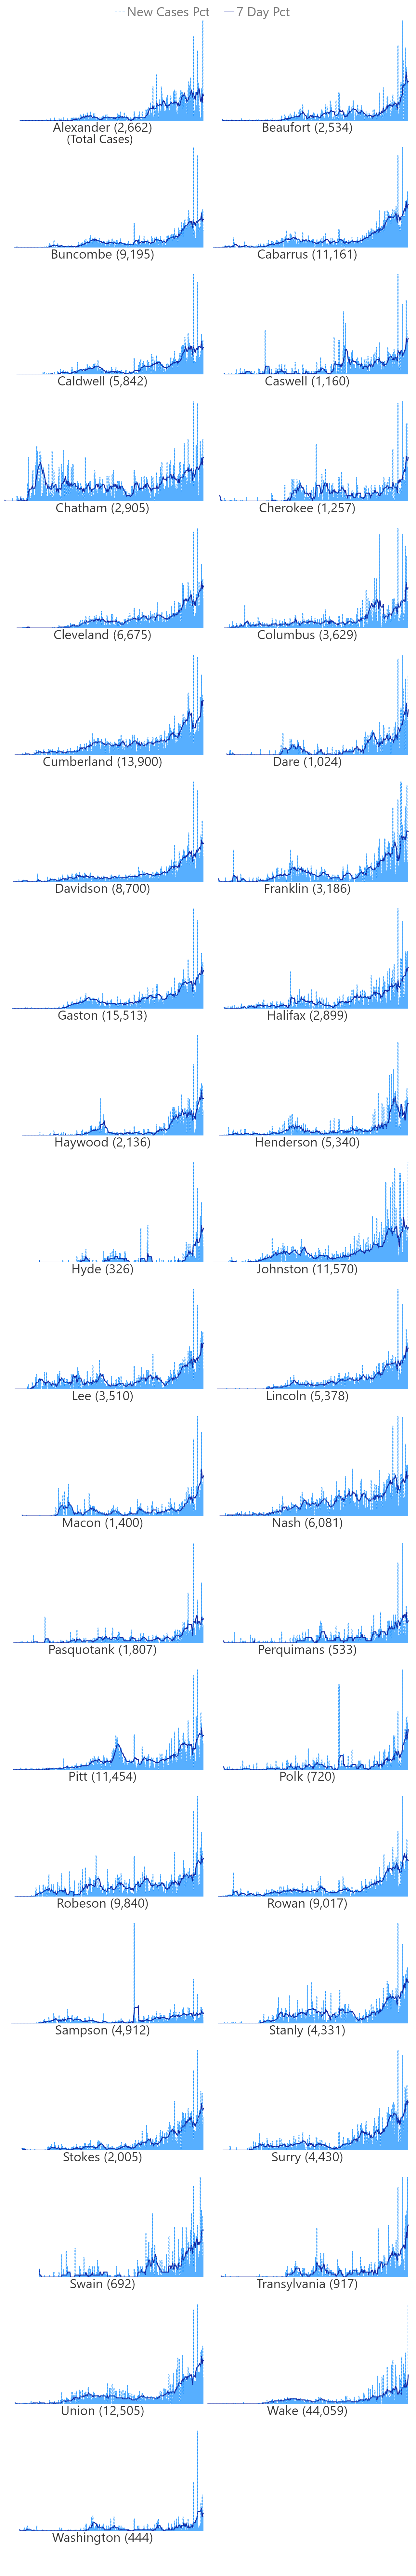 New Cases Pct 7 Day Pct
Alexander (2,662) Beaufort (2,534)
(Total Cases)
Buncombe (9,195) Cabarrus (11,161)
Caldwell (5,842) Caswell (1,160)
Chatham (2,905) Cherokee (1,257)
Cleveland (6,675) Columbus (3,629)
Cumberland (13,900) Dare (1,024)
Davidson (8,700) Franklin (3,186)
Gaston (15,513) Halifax (2,899)
Haywood (2,136) Henderson (5,340)
Hyde (326) Johnston (11,570)
Lee (3,510) Lincoln (5,378)
Macon (1,400) Nash (6,081)
Pasquotank (1,807) Perquimans (533)
Pitt (11,454) Polk (720)
Robeson (9,840) Rowan (9,017)
Sampson (4,912) Stanly (4,331)
Stokes (2,005) Surry (4,430)
Swain (692) Transylvania (917)
Union (12,505) Wake (44,059)
Washington (444)